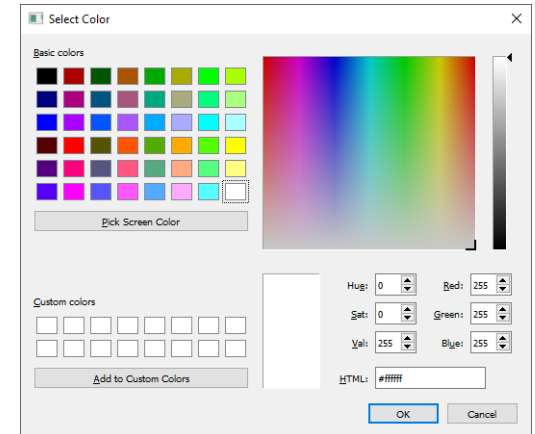 Select Color
Basic colors
Pick Screen Color
Custom colors
Add to Custom Colors
Hue: 0
Red: 255
Sat: 0
Green: 255
Val: 255
Blue: 255
HTML: #ffffff
OK
Cancel